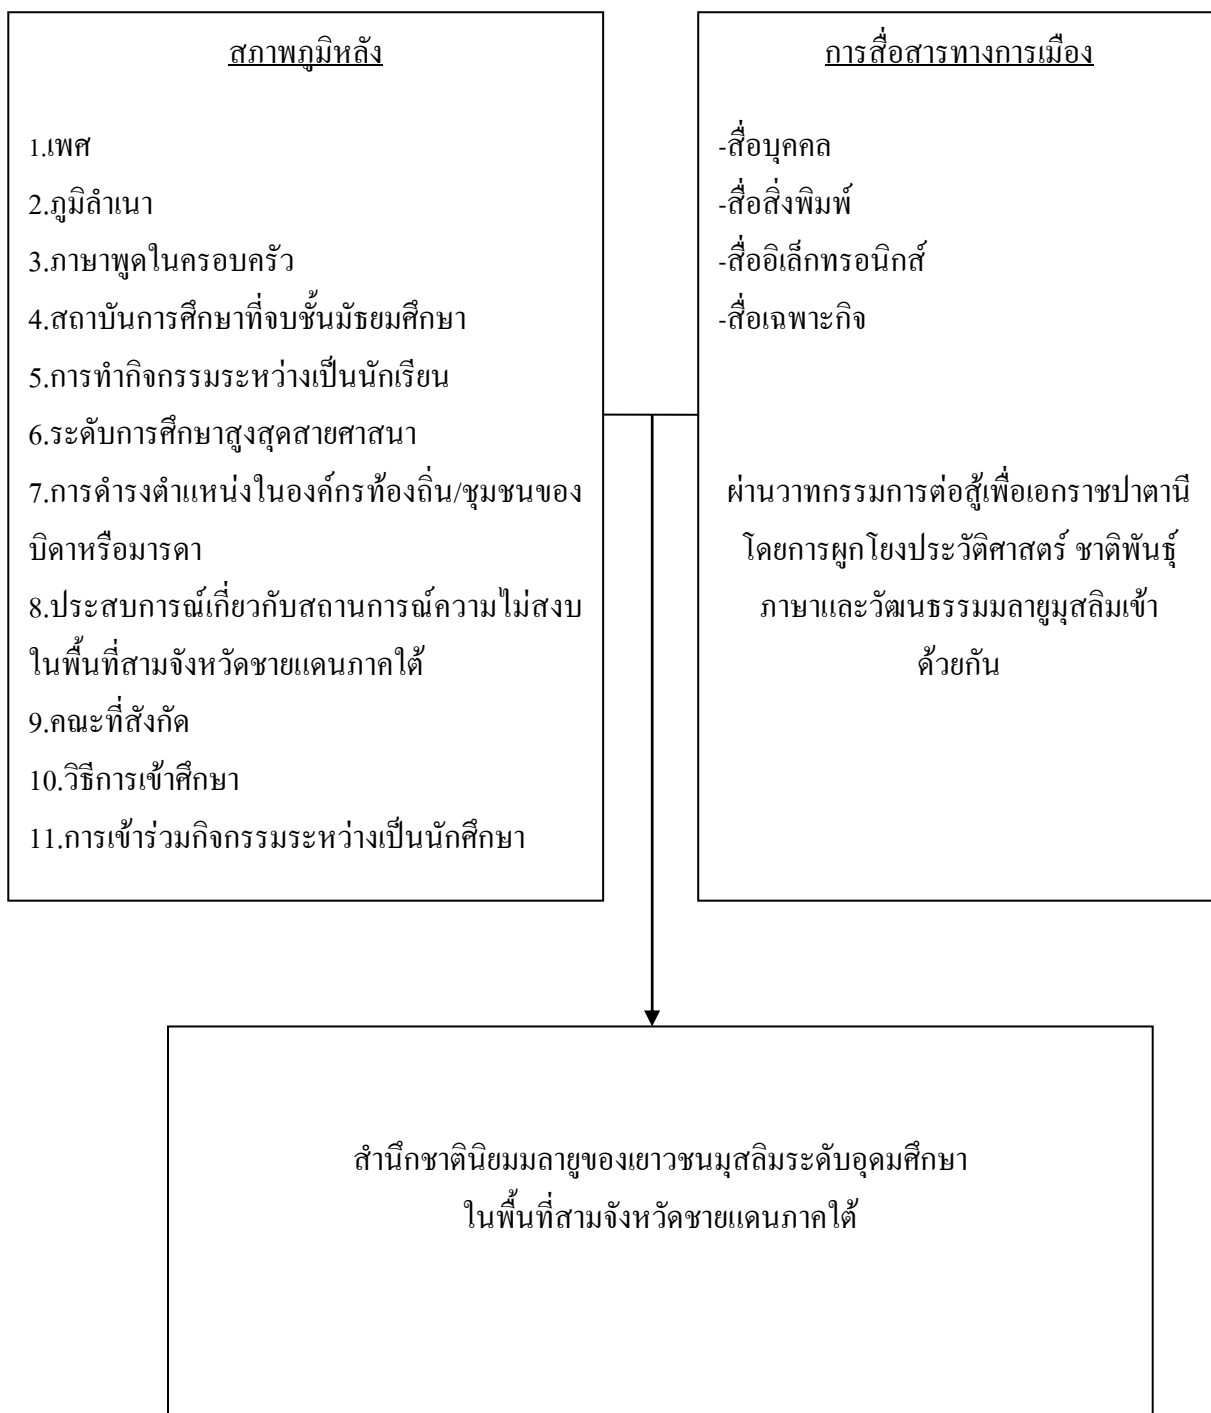 สภาพภูมิหลัง
1.เพศ
2.ภูมิลำเนา
3.ภาษาพูดในครอบครัว
4.สถาบันการศึกษาที่จบชั้นมัธยมศึกษา
5.การทำกิจกรรมระหว่างเป็นนักเรียน
6.ระดับการศึกษาสูงสุดสายศาสนา
7.การดำรงตำแหน่งในองค์กรท้องถิ่น/ชุมชนของ
บิดาหรือมารดา
8.ประสบการณ์เกี่ยวกับสถานการณ์ความไม่สงบ
ในพื้นที่สามจังหวัดชายแดนภาคใต้
9.คณะที่สังกัด
10.วิธีการเข้าศึกษา
11.การเข้าร่วมกิจกรรมระหว่างเป็นนักศึกษา
การสื่อสารทางการเมือง
-สื่อบุคคล
-สื่อสิ่งพิมพ์
-สื่ออิเล็กทรอนิกส์
-สื่อเฉพาะกิจ
ผ่านวาทกรรมการต่อสู้เพื่อเอกราชปาตานี
โดยการผูกโยงประวัติศาสตร์ ชาติพันธุ์
ภาษาและวัฒนธรรมมลายูมุสลิมเข้า
ด้วยกัน
สำนึกชาตินิยมมลายูของเยาวชนมุสลิมระดับอุดมศึกษา
ในพื้นที่สามจังหวัดชายแดนภาคใต้